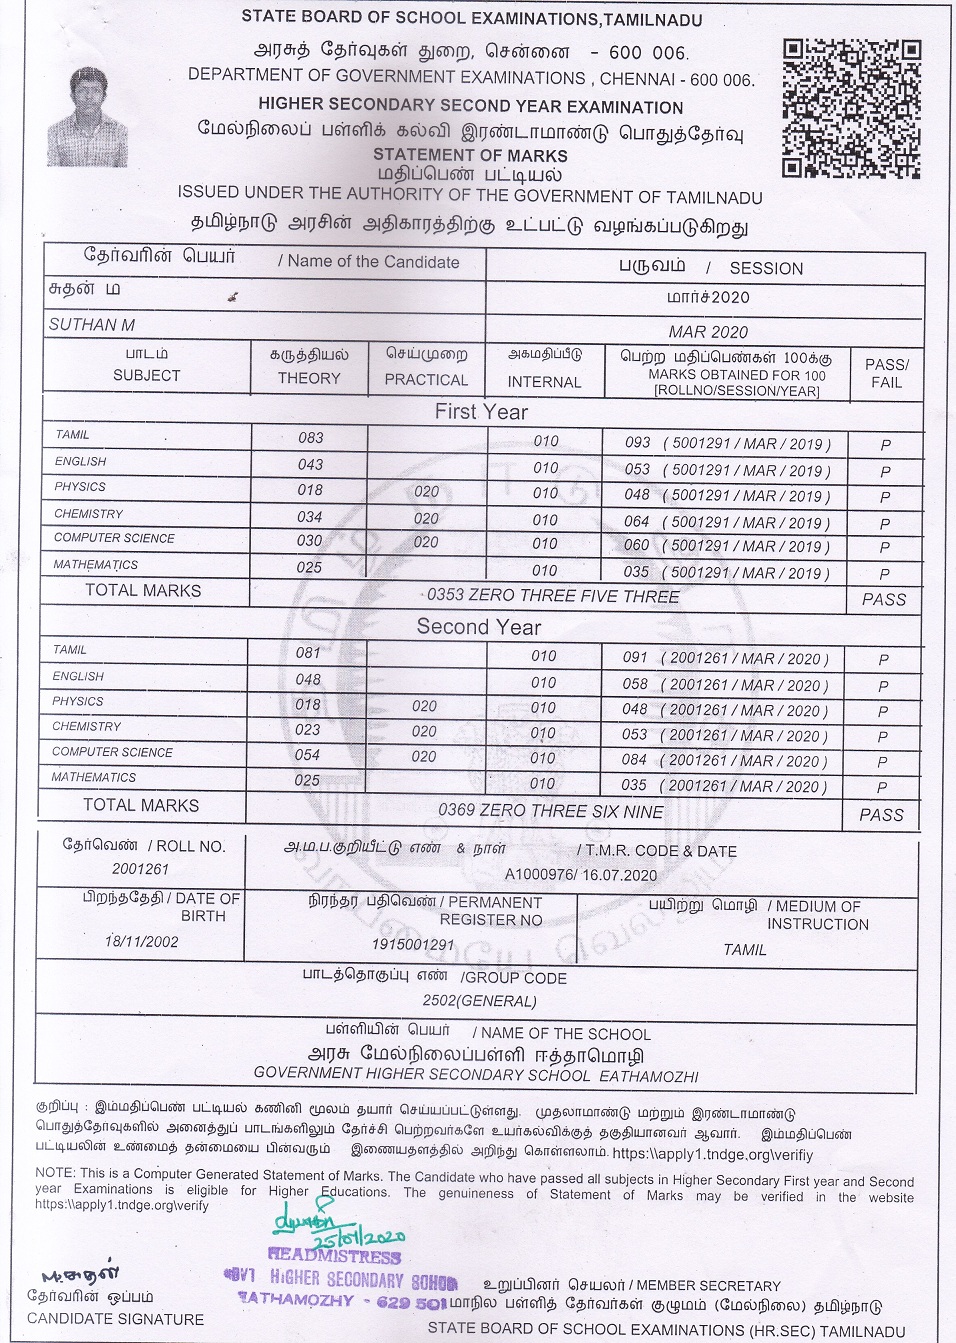 STATE BOARD OF SCHOOL EXAMINATIONS,TAMILNADU
அரசுத் தேர்வுகள் துறை, சென்னை - 600 006.
DEPARTMENT OF GOVERNMENT EXAMINATIONS , CHENNAI - 600 006.
HIGHER SECONDARY SECOND YEAR EXAMINATION
மேல்நிலைப் பள்ளிக் கல்வி இரண்டாமாண்டு பொதுத்தேர்வு
STATEMENT OF MARKS
மதிப்பெண் பட்டியல்
ISSUED UNDER THE AUTHORITY OF THE GOVERNMENT OF TAMILNADU
தமிழ்நாடு அரசின் அதிகாரத்திற்கு உட்பட்டு வழங்கப்படுகிறது
தேர்வரின் பெயர் / Name of the Candidate பருவம் / SESSION
சுதன் ம மார்ச்2020
SUTHAN M MAR 2020
பாடம் கருத்தியல் செய்முறை அகமதிப்பீடு பெற்ற மதிப்பெண்கள் 100க்கு PASS/
SUBJECT THEORY PRACTICAL INTERNAL MARKS OBTAINED FOR 100 FAIL
[ROLLNO/SESSION/YEAR]
First Year
TAMIL 083 010 093 ( 5001291 / MAR / 2019 ) P
ENGLISH 043 010 053 ( 5001291 / MAR / 2019 ) P
PHYSICS 018 020 010 048 ( 5001291 / MAR / 2019 ) P
CHEMISTRY 034 020 010 064 ( 5001291 / MAR / 2019 ) P
COMPUTER SCIENCE 030 020 010 060 ( 5001291 / MAR / 2019 ) P
MATHEMATICS 025 010 035 ( 5001291 / MAR / 2019 ) P
TOTAL MARKS 0353 ZERO THREE FIVE THREE PASS
Second Year
TAMIL 081 010 091 ( 2001261 / MAR / 2020 ) P
ENGLISH 048 010 058 ( 2001261 / MAR / 2020 ) P
PHYSICS 018 020 010 048 ( 2001261 / MAR / 2020 ) P
CHEMISTRY 023 020 010 053 ( 2001261 / MAR / 2020 ) P
COMPUTER SCIENCE 054 020 010 084 ( 2001261 / MAR / 2020 ) P
MATHEMATICS 025 010 035 ( 2001261 / MAR / 2020 ) P
TOTAL MARKS 0369 ZERO THREE SIX NINE PASS
தேர்வெண் / ROLL NO. அ.ம.ப.குறியீட்டு எண் & நாள் / T.M.R. CODE & DATE
2001261 A1000976/ 16.07.2020
பிறந்ததேதி / DATE OF BIRTH நிரந்தர பதிவெண் / PERMANENT REGISTER NO பயிற்று மொழி / MEDIUM OF INSTRUCTION
18/11/2002 1915001291 TAMIL
பாடத்தொகுப்பு எண் /GROUP CODE
2502(GENERAL)
பள்ளியின் பெயர் / NAME OF THE SCHOOL
அரசு மேல்நிலைப்பள்ளி ஈத்தாமொழி
GOVERNMENT HIGHER SECONDARY SCHOOL EATHAMOZHI
குறிப்பு : இம்மதிப்பெண் பட்டியல் கணினி மூலம் தயார் செய்யப்பட்டுள்ளது. முதலாமாண்டு மற்றும் இரண்டாமாண்டு
பொதுத்தேர்வுகளில் அனைத்துப் பாடங்களிலும் தேர்ச்சி பெற்றவர்களே உயர்கல்விக்குத் தகுதியானவர் ஆவார். இம்மதிப்பெண்
பட்டியலின் உண்மைத் தன்மையை பின்வரும் இணையதளத்தில் அறிந்து கொள்ளலாம். https:\\apply1.tndge.org\verifiy
NOTE: This is a Computer Generated Statement of Marks. The Candidate who have passed all subjects in Higher Secondary First year and Second
year Examinations is eligible for Higher Educations. The genuineness of Statement of Marks may be verified in the website
https:\\apply1.tndge.org\verify
25/07/2020
HEADMISTRESS
GOVT HIGHER SECONDARY SCHOOL
EATHAMOZHY - 629 501
ம.சுதன்
தேர்வரின் ஒப்பம்
CANDIDATE SIGNATURE
உறுப்பினர் செயலர் / MEMBER SECRETARY
மாநில பள்ளித் தேர்வர்கள் குழுமம் (மேல்நிலை) தமிழ்நாடு
STATE BOARD OF SCHOOL EXAMINATIONS (HR.SEC) TAMILNADU